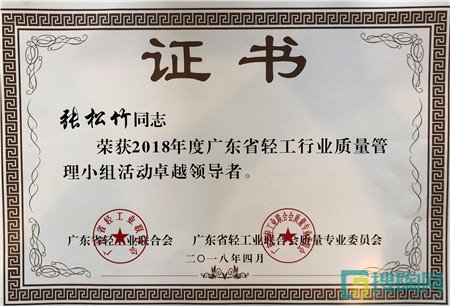 证书
张松竹同志
荣获2018年度广东省轻工行业质量管
理小组活动卓越领导者。
广东省轻工业联合会 广东省轻工业联合会质量专业委员会
二〇一八年四月
搜陶网